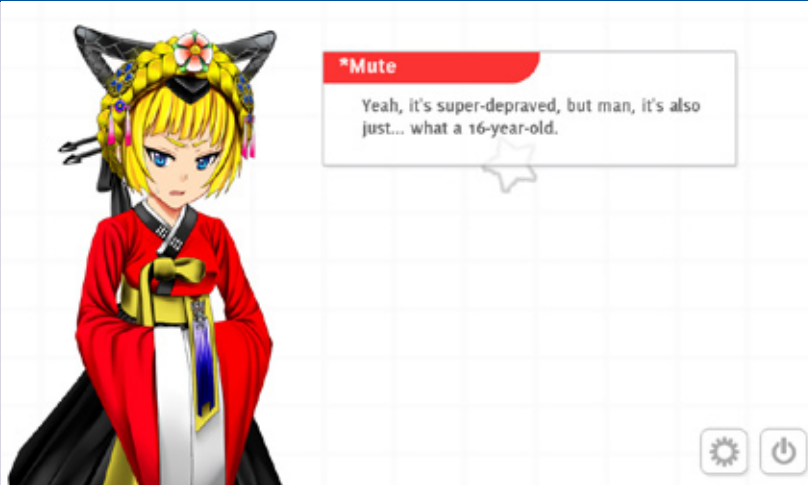 *Mute
Yeah, it's super-depraved, but man, it's also
just... what a 16-year-old.